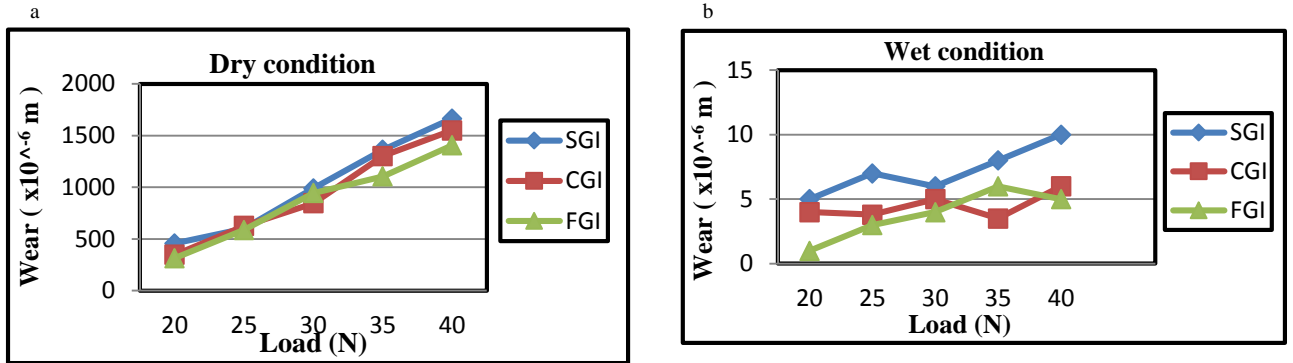 a
Dry condition
Wear ( x10^-6 m )
2000
1500
1000
500
0
20 25 30 35 40
Load (N)
SGI
CGI
FGI
b
Wet condition
Wear ( x10^-6 m )
15
10
5
0
20 25 30 35 40
Load (N)
SGI
CGI
FGI